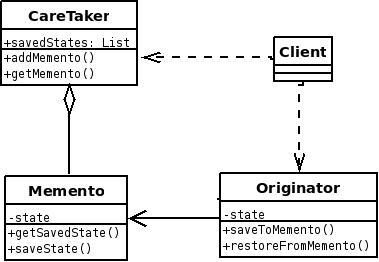 CareTaker
+savedStates: List
+addMemento()
+getMemento()
Client
Memento
-state
+getSavedState()
+saveState()
Originator
-state
+saveToMemento()
+restoreFromMemento()